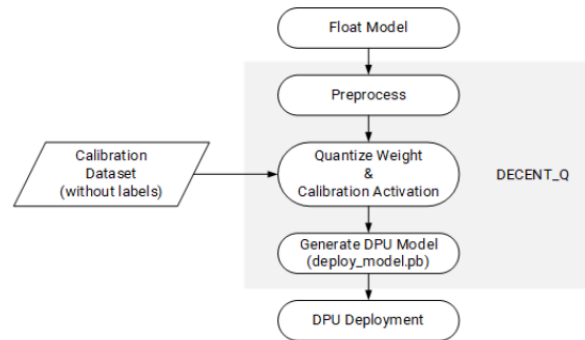 Float Model
Preprocess
Calibration
Dataset
(without labels)
Quantize Weight
&
Calibration Activation
DECENT_Q
Generate DPU Model
(deploy_model.pb)
DPU Deployment